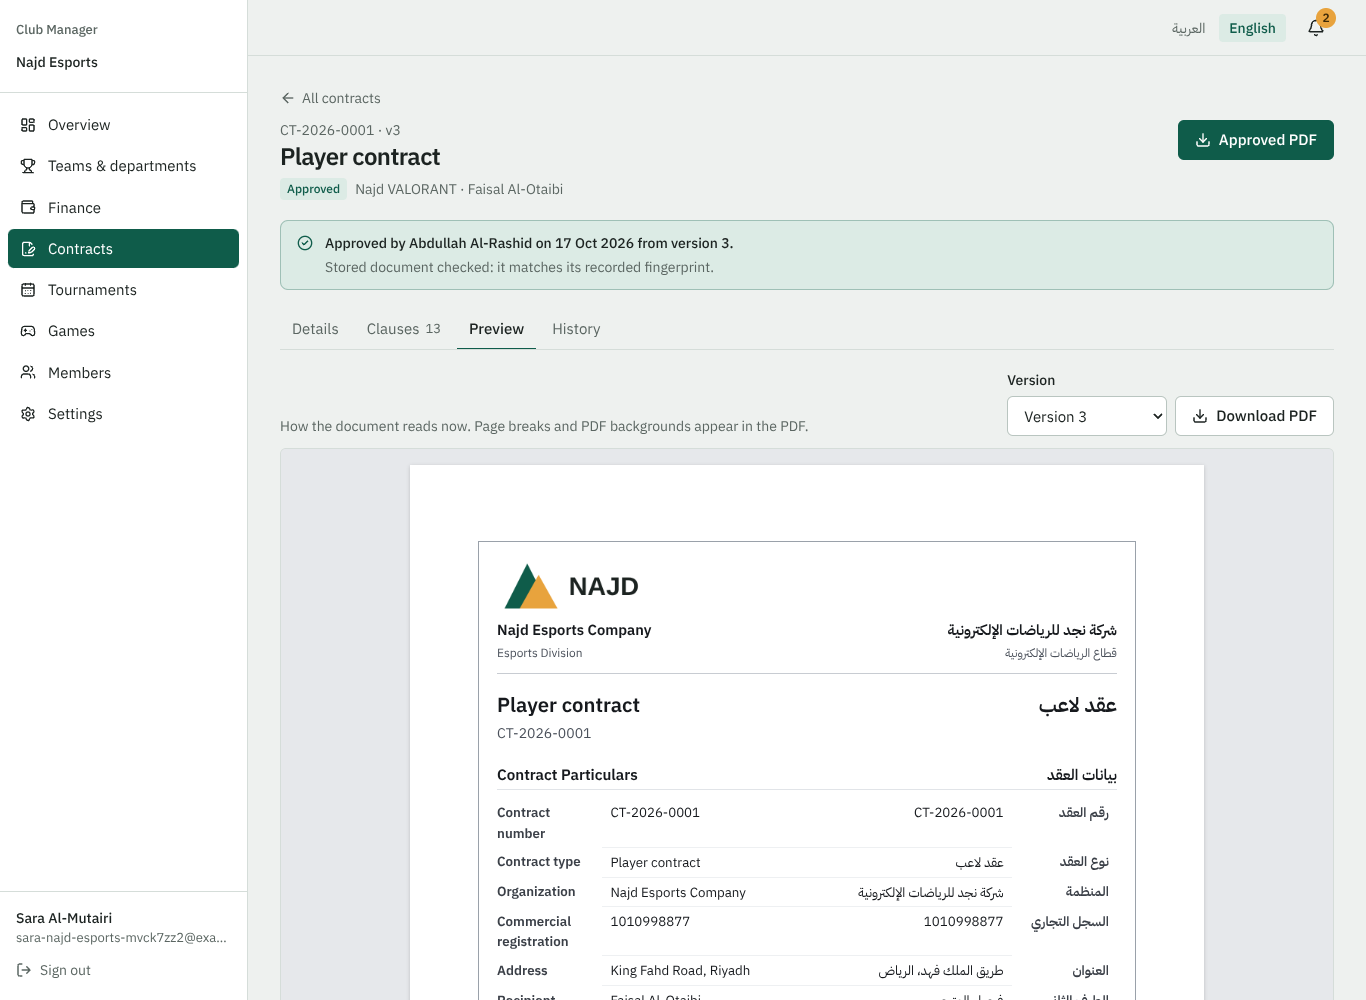 Club Manager
Najd Esports
Overview
Teams & departments
Finance
Contracts
Tournaments
Games
Members
Settings
Sara Al-Mutairi
sara-najd-esports-mvck7zz2@exa...
Sign out
العربية
English
2
All contracts
CT-2026-0001 · v3
Player contract
Approved PDF
Approved
Najd VALORANT · Faisal Al-Otaibi
Approved by Abdullah Al-Rashid on 17 Oct 2026 from version 3.
Stored document checked: it matches its recorded fingerprint.
Details
Clauses 13
Preview
History
Version
How the document reads now. Page breaks and PDF backgrounds appear in the PDF.
Version 3
Download PDF
NAJD
Najd Esports Company
شركة نجد للرياضات الإلكترونية
Esports Division
قطاع الرياضات الإلكترونية
Player contract
عقد لاعب
CT-2026-0001
Contract Particulars
بيانات العقد
Contract number
CT-2026-0001
CT-2026-0001
رقم العقد
Contract type
Player contract
عقد لاعب
نوع العقد
Organization
Najd Esports Company
شركة نجد للرياضات الإلكترونية
المنظمة
Commercial registration
1010998877
1010998877
السجل التجاري
Address
King Fahd Road, Riyadh
طريق الملك فهد، الرياض
العنوان
Recipient
Faisal Al-Otaibi